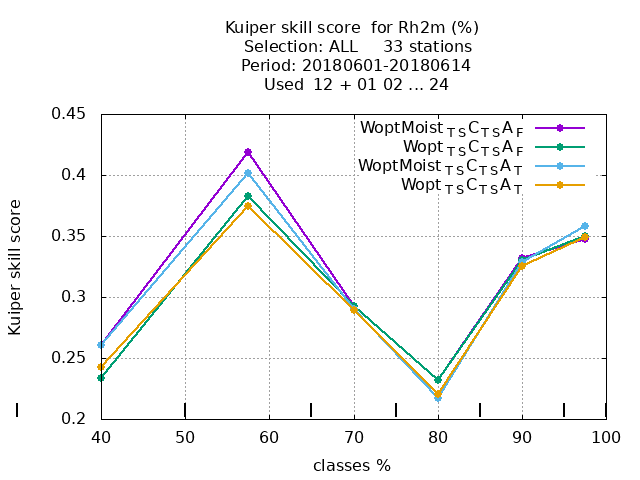 Kuiper skill score  for Rh2m (%)
Selection: ALL     33 stations
Period: 20180601-20180614
Used  12 + 01 02 ... 24
WoptMoist TS C TS A F
Wopt TS C TS A F
WoptMoist TS C TS A T
Wopt TS C TS A T
0.45
0.4
0.35
0.3
0.25
0.2
Kuiper skill score
40 50 60 70 80 90 100
classes %